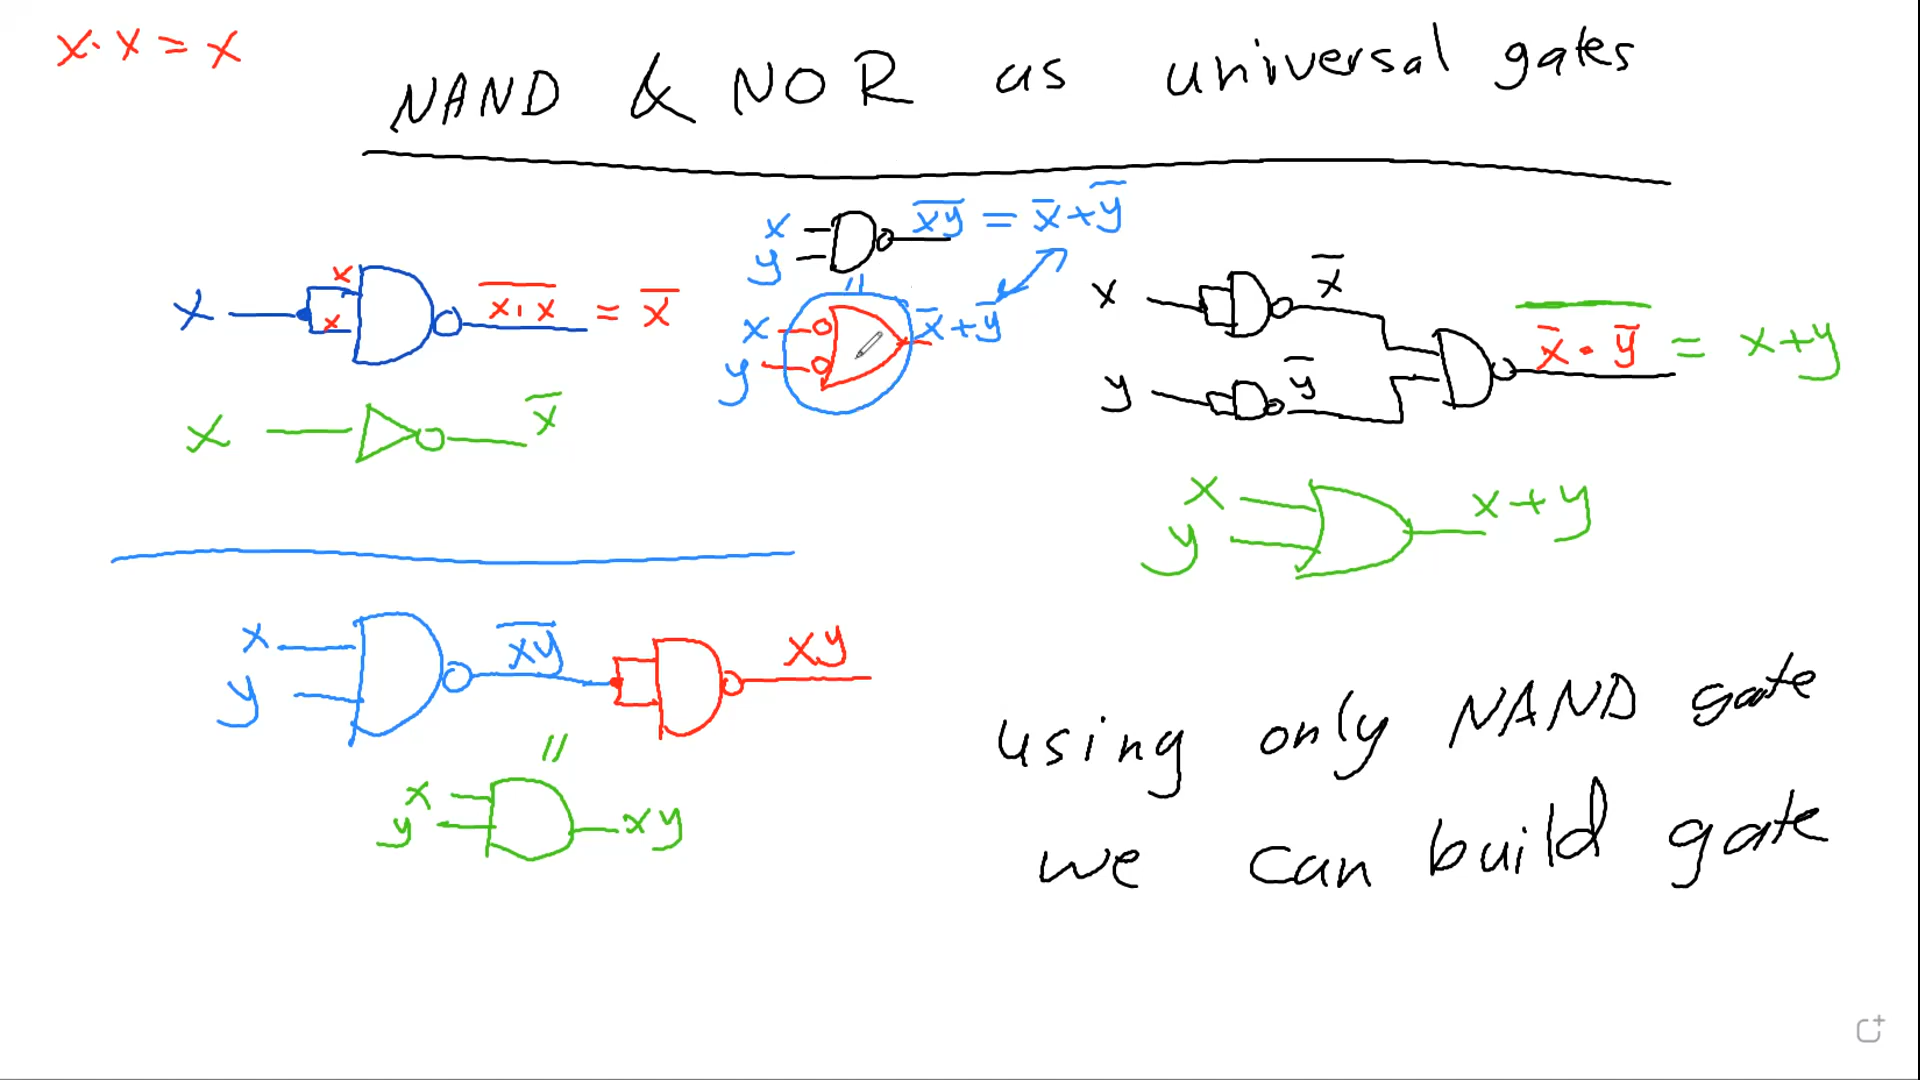 x·x = x
NAND & NOR as universal gates
x
x
x
x̅·̅x̅ = x̅
x
x̅
x
y
x̅y̅ = x̅+y̅
=
x
y
x̅+y̅
x
x̅
y
y̅
x̅·y̅ = x+y
x
y
x+y
x
y
x̅y̅
xy
=
x
y
xy
using only NAND gate
we can build gate